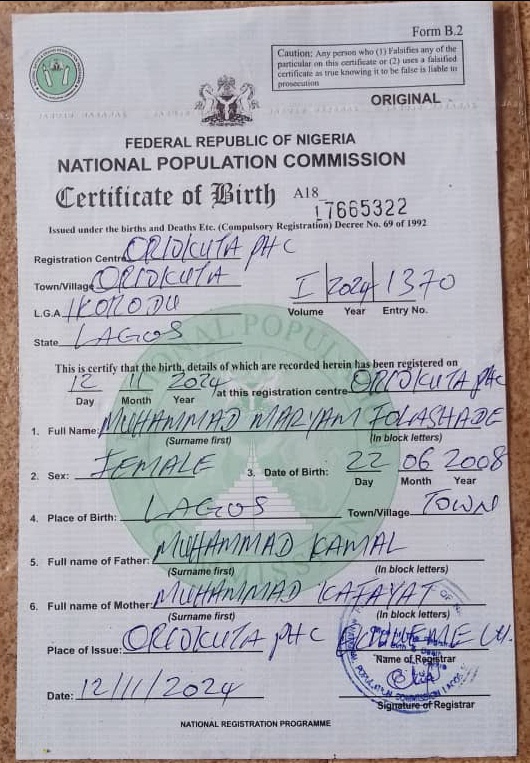 Form B.2
Caution: Any person who (1) Falsifies any of the
particular on this certificate or (2) uses a falsified
certificate as true knowing it to be false is liable to
prosecution
ORIGINAL
FEDERAL REPUBLIC OF NIGERIA
NATIONAL POPULATION COMMISSION
Certificate of Birth A18 17665322
Issued under the births and Deaths Etc. (Compulsory Registration) Decree No. 69 of 1992
Registration Centre ORIOKUTA PHC
Town/Village ORIOKUTA
L.G.A IKORODU
State LAGOS
I 2024 1370
Volume Year Entry No.
This is certify that the birth, details of which are recorded herein has been registered on
12 11 2024 at this registration centre ORIOKUTA PHC
Day Month Year
1. Full Name: MUHAMMAD MARYAM FOLASHADE
(Surname first) (In block letters)
2. Sex: FEMALE 3. Date of Birth: 22 06 2008
Day Month Year
4. Place of Birth: LAGOS Town/Village TOWN
5. Full name of Father: MUHAMMAD KAMAL
(Surname first) (In block letters)
6. Full name of Mother: MUHAMMAD KAFAYAT
(Surname first) (In block letters)
Place of Issue: ORIOKUTA PHC
Name of Registrar
Date: 12/11/2024
Signature of Registrar
NATIONAL REGISTRATION PROGRAMME